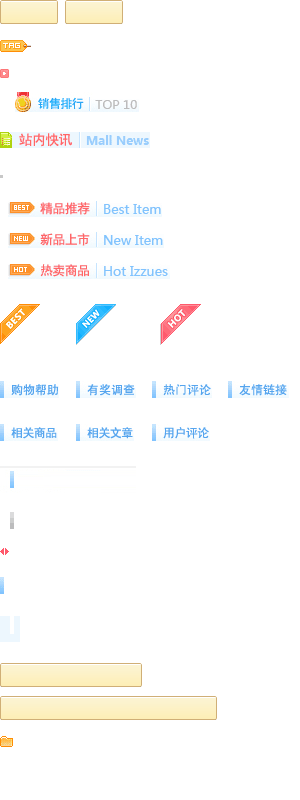 TAG
销售排行 TOP 10
站内快讯 Mall News
BEST 精品推荐 Best Item
NEW 新品上市 New Item
HOT 热卖商品 Hot Izzues
BEST NEW HOT
购物帮助 有奖调查 热门评论 友情链接
相关商品 相关文章 用户评论